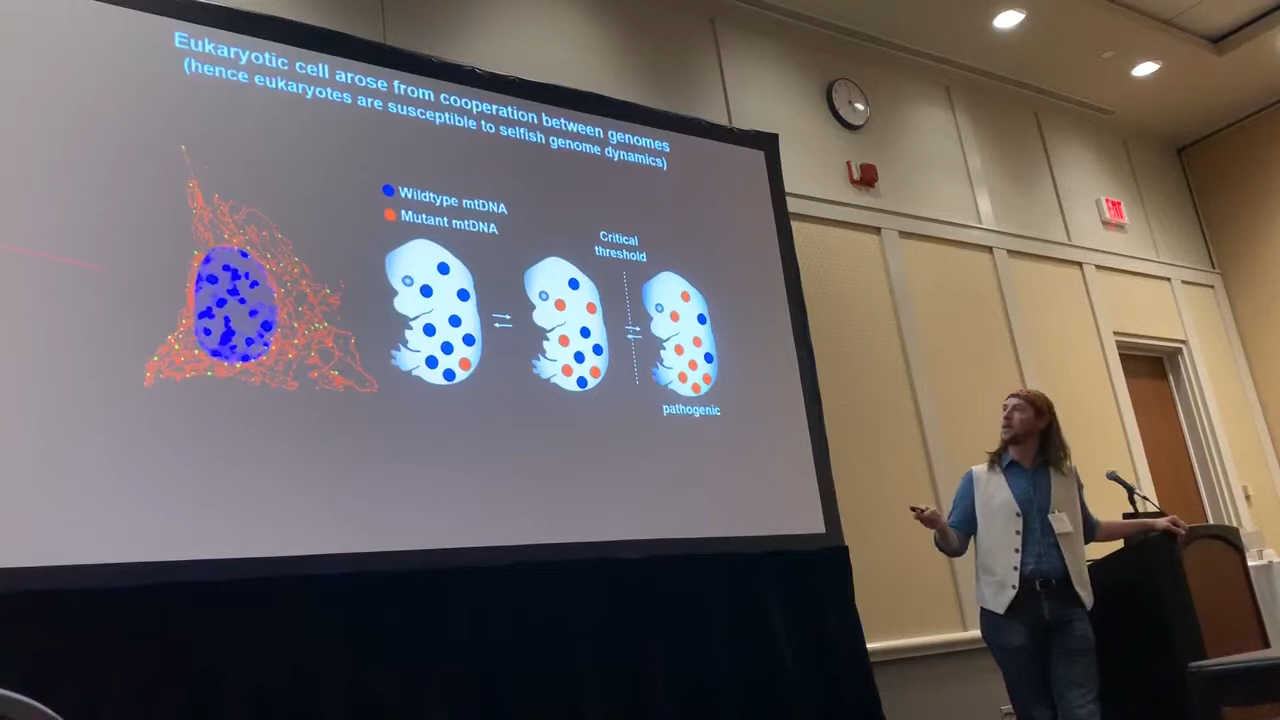 Eukaryotic cell arose from cooperation between genomes
(hence eukaryotes are susceptible to selfish genome dynamics)
Wildtype mtDNA
Mutant mtDNA
Critical
threshold
pathogenic
EXIT